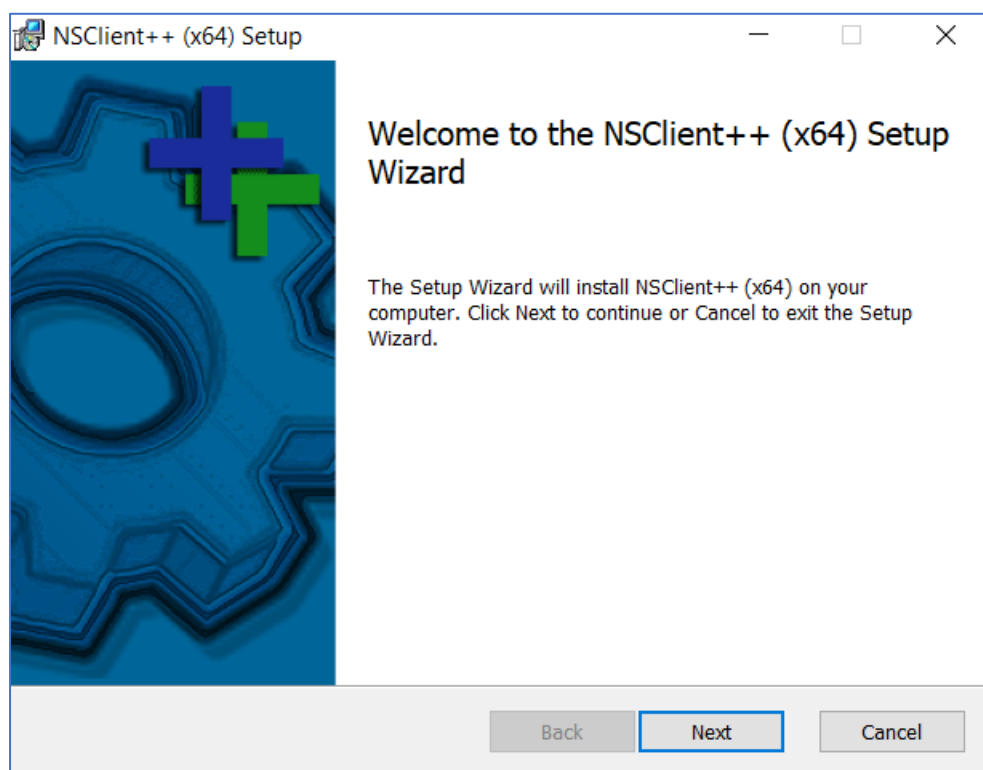 NSClient++ (x64) Setup
Welcome to the NSClient++ (x64) Setup
Wizard
The Setup Wizard will install NSClient++ (x64) on your
computer. Click Next to continue or Cancel to exit the Setup
Wizard.
Back Next Cancel